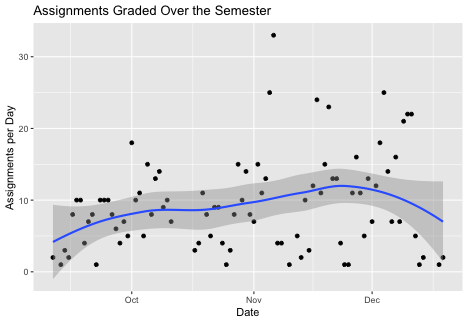 Assignments Graded Over the Semester
30
20
10
0
Assignments per Day
Oct
Nov
Dec
Date